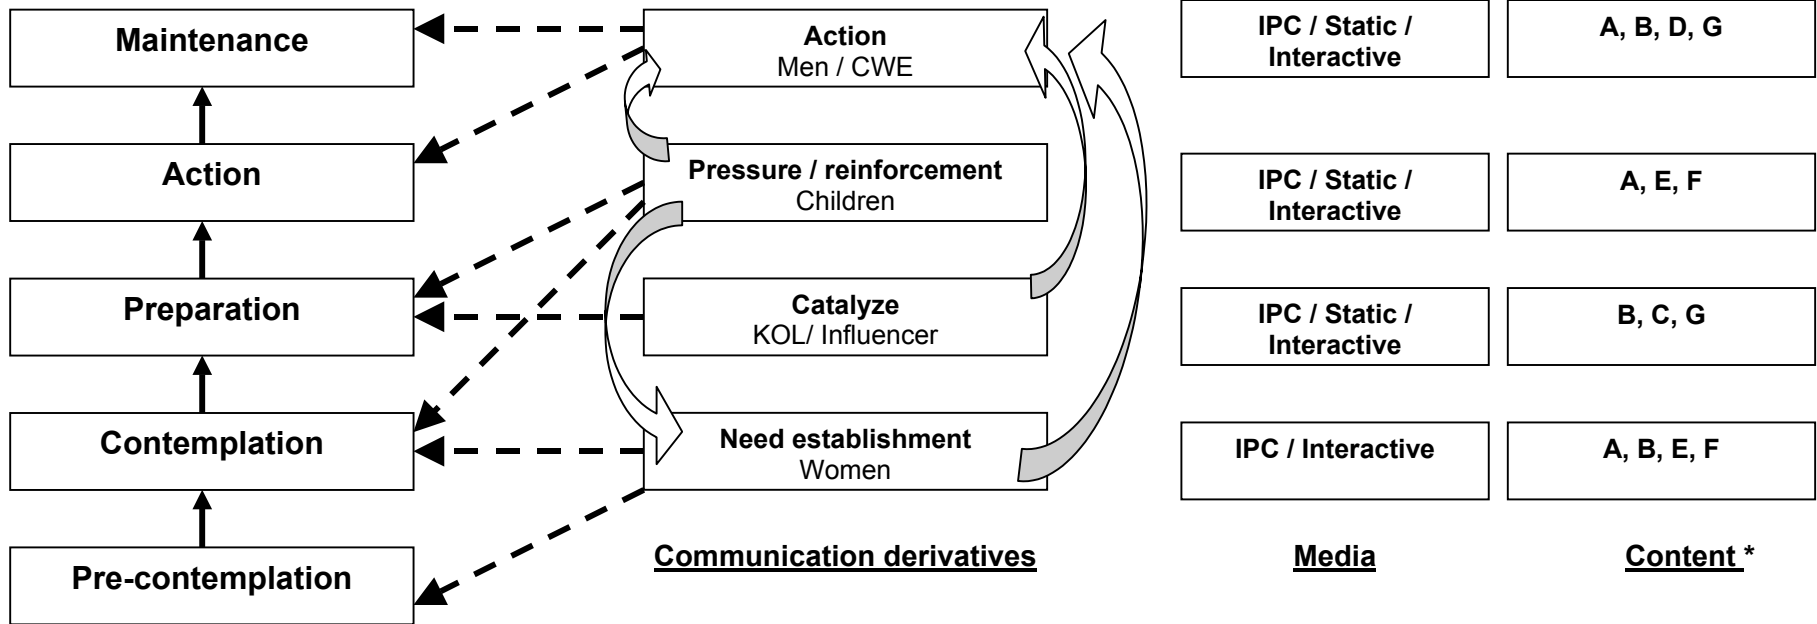 Maintenance
Action
Men / CWE
IPC / Static /
Interactive
A, B, D, G
Action
Pressure / reinforcement
Children
IPC / Static /
Interactive
A, E, F
Preparation
Catalyze
KOL/ Influencer
IPC / Static /
Interactive
B, C, G
Contemplation
Need establishment
Women
IPC / Interactive
A, B, E, F
Pre-contemplation
Communication derivatives
Media
Content *